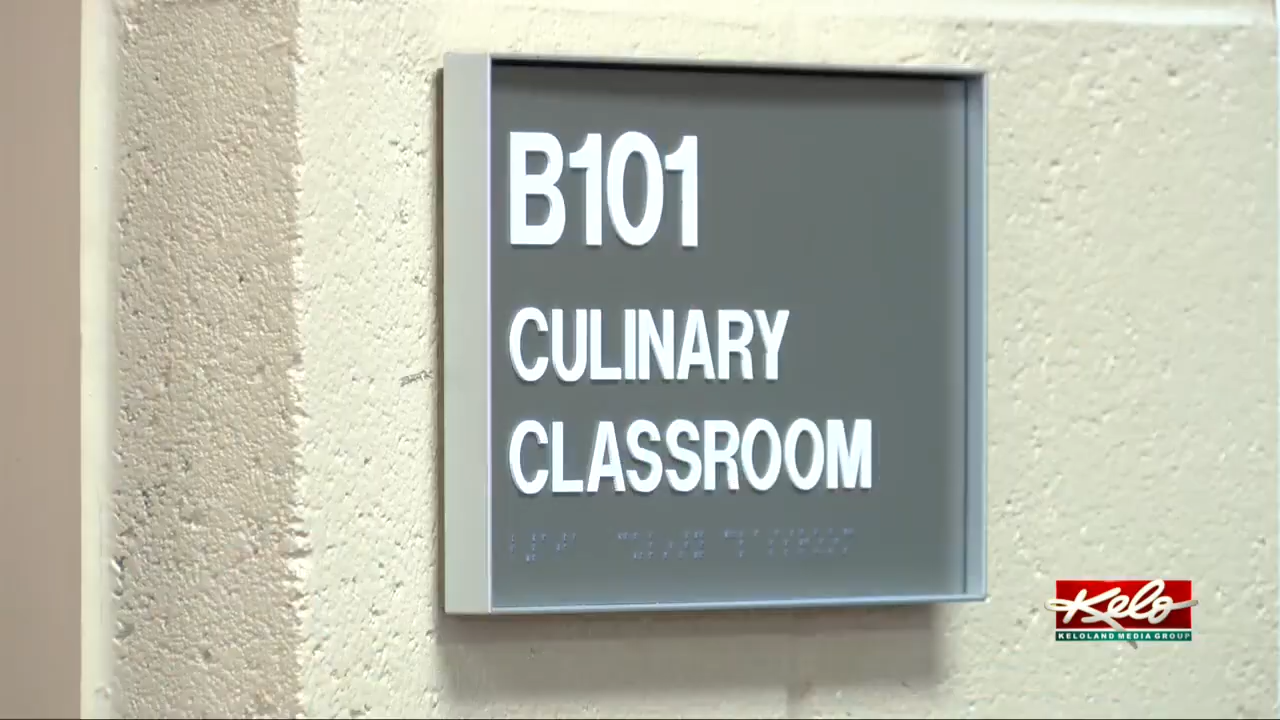 B101
CULINARY
CLASSROOM
Kelo
KELOLAND MEDIA GROUP